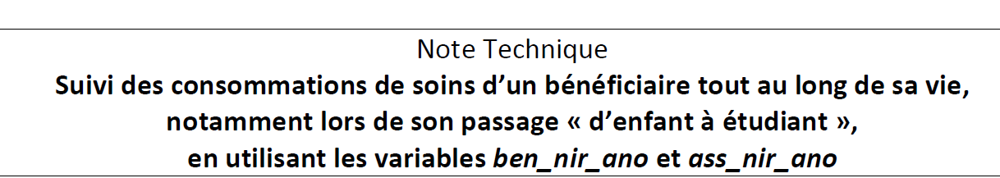 Note Technique
Suivi des consommations de soins d’un bénéficiaire tout au long de sa vie,
notamment lors de son passage « d’enfant à étudiant »,
en utilisant les variables ben_nir_ano et ass_nir_ano